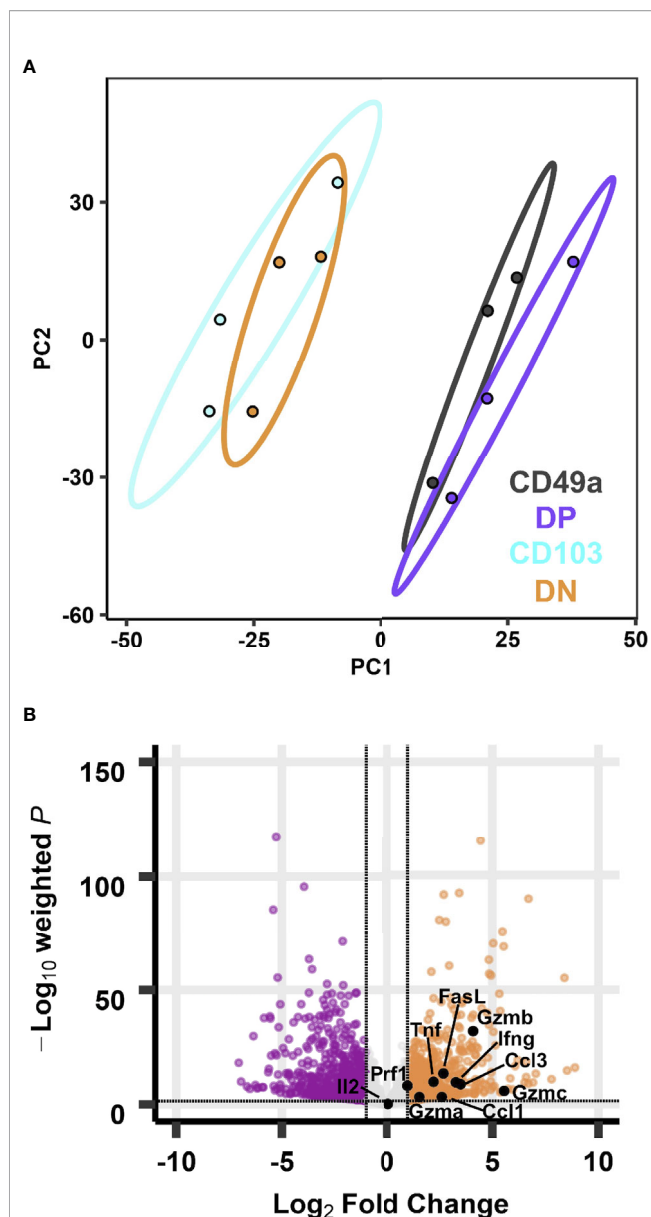 A
30
0
-30
-60
PC2
CD49a
DP
CD103
DN
-50
-25
0
25
50
PC1
B
150
100
50
0
−Log10 weighted P
FasL
Gzmb
Tnf
Ifng
Ccl3
Prf1
Il2
Gzmc
Gzma
Ccl1
-10
-5
0
5
10
Log2 Fold Change